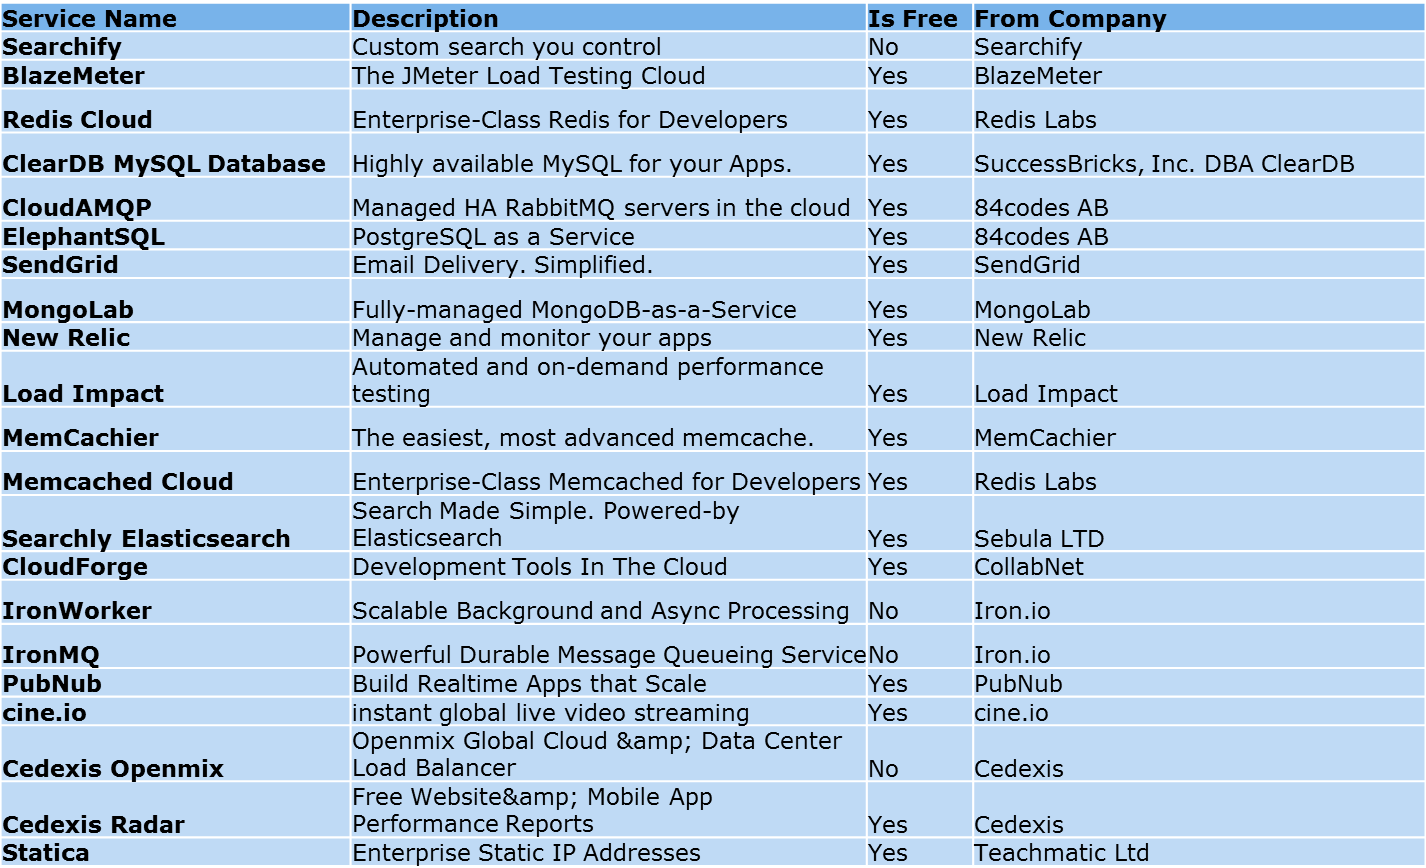 Service Name Description Is Free From Company
Searchify Custom search you control No Searchify
BlazeMeter The JMeter Load Testing Cloud Yes BlazeMeter
Redis Cloud Enterprise-Class Redis for Developers Yes Redis Labs
ClearDB MySQL Database Highly available MySQL for your Apps. Yes SuccessBricks, Inc. DBA ClearDB
CloudAMQP Managed HA RabbitMQ servers in the cloud Yes 84codes AB
ElephantSQL PostgreSQL as a Service Yes 84codes AB
SendGrid Email Delivery. Simplified. Yes SendGrid
MongoLab Fully-managed MongoDB-as-a-Service Yes MongoLab
New Relic Manage and monitor your apps Yes New Relic
Automated and on-demand performance
Load Impact testing Yes Load Impact
MemCachier The easiest, most advanced memcache. Yes MemCachier
Memcached Cloud Enterprise-Class Memcached for Developers Yes Redis Labs
Search Made Simple. Powered-by
Searchly Elasticsearch Elasticsearch Yes Sebula LTD
CloudForge Development Tools In The Cloud Yes CollabNet
IronWorker Scalable Background and Async Processing No Iron.io
IronMQ Powerful Durable Message Queueing Service No Iron.io
PubNub Build Realtime Apps that Scale Yes PubNub
cine.io instant global live video streaming Yes cine.io
Openmix Global Cloud &amp; Data Center
Cedexis Openmix Load Balancer No Cedexis
Free Website&amp; Mobile App
Cedexis Radar Performance Reports Yes Cedexis
Statica Enterprise Static IP Addresses Yes Teachmatic Ltd